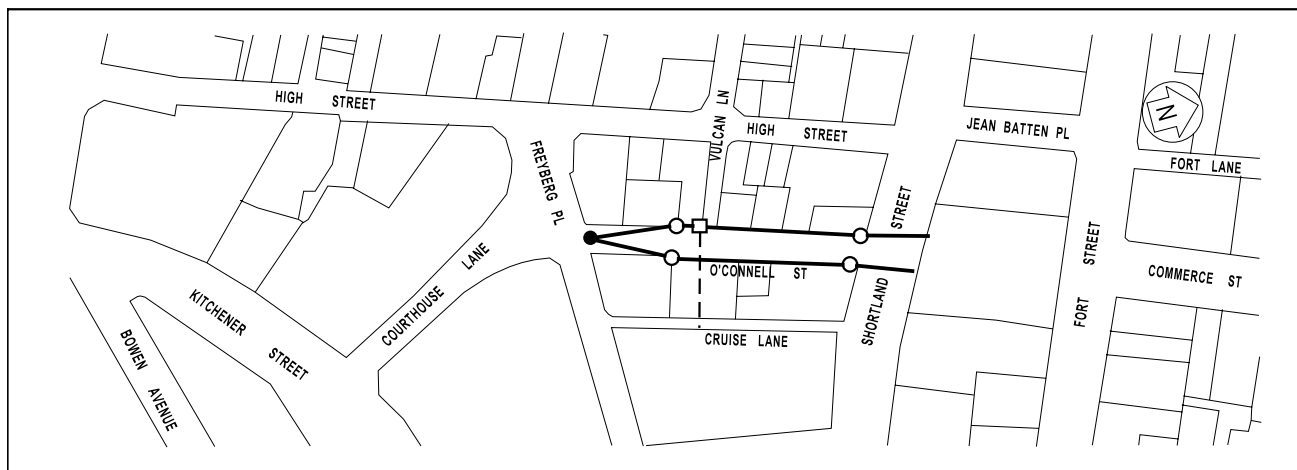 HIGH STREET
VULCAN LN
HIGH STREET
JEAN BATTEN PL
N
FORT LANE
FREYBERG PL
STREET
SHORTLAND
O'CONNELL ST
FORT STREET
COMMERCE ST
COURTHOUSE LANE
KITCHENER STREET
CRUISE LANE
BOWEN AVENUE